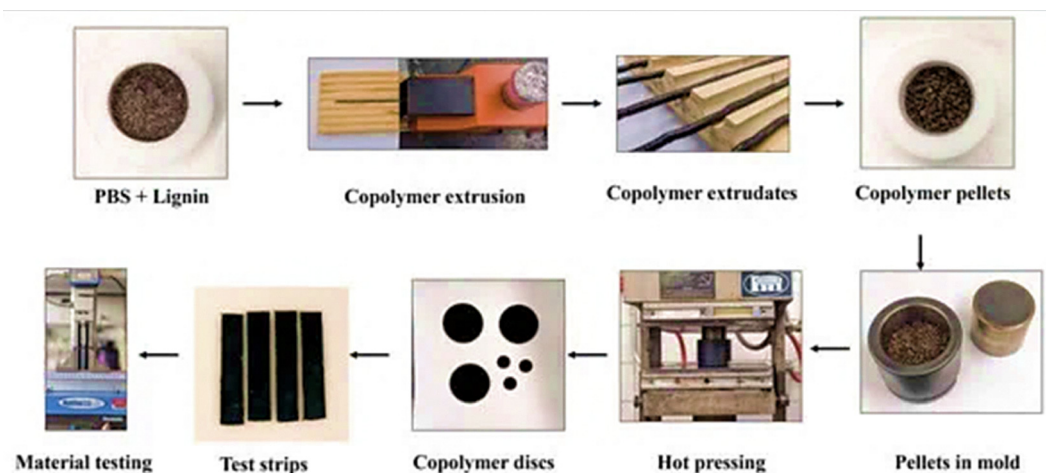 PBS + Lignin
Copolymer extrusion
Copolymer extrudates
Copolymer pellets
Material testing
Test strips
Copolymer discs
Hot pressing
Pellets in mold